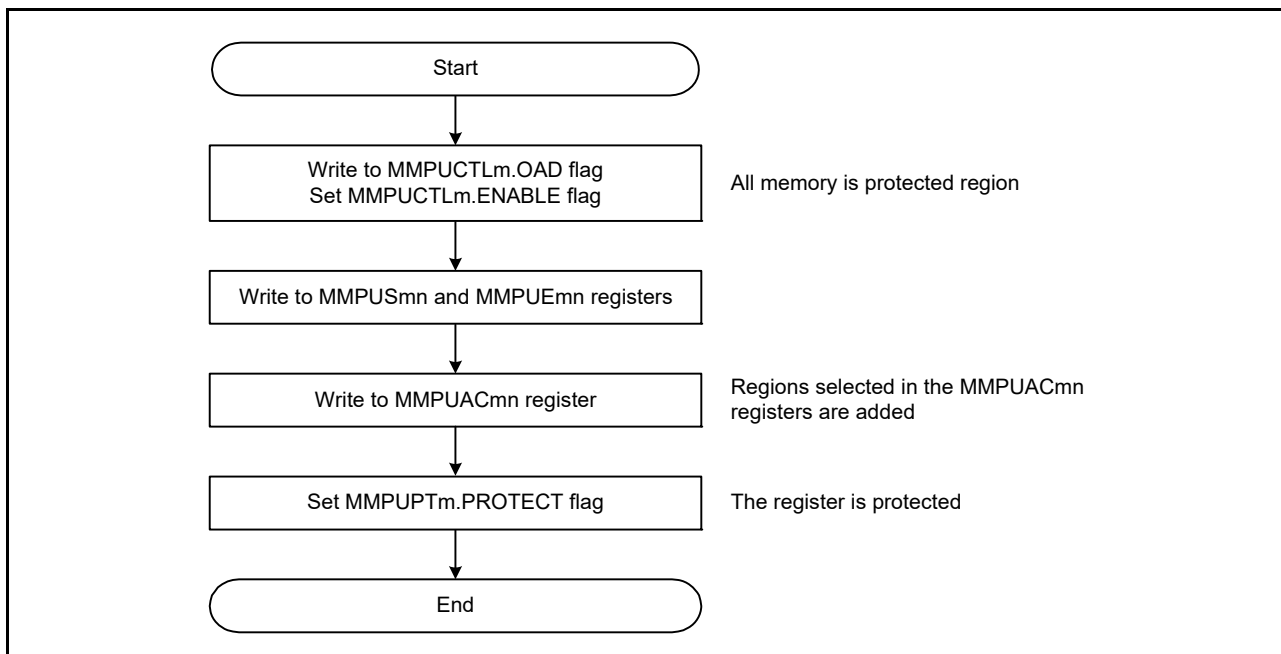 Start
Write to MMPUCTLm.OAD flag
Set MMPUCTLm.ENABLE flag
All memory is protected region
Write to MMPUSmn and MMPUEmn registers
Write to MMPUACmn register
Regions selected in the MMPUACmn
registers are added
Set MMPUPTm.PROTECT flag
The register is protected
End